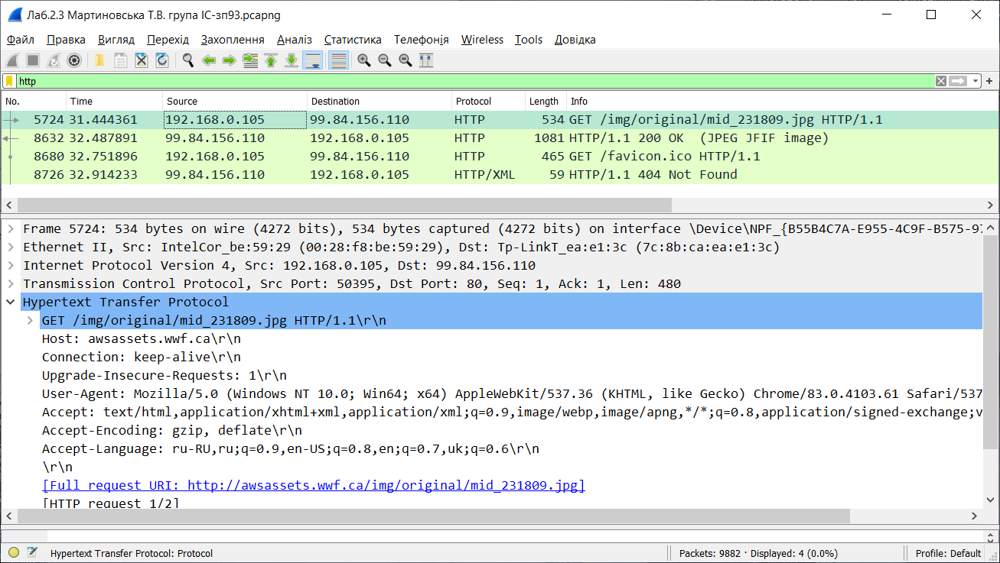 Лаб.2.3 Мартиновська Т.В. група ІС-зп93.pcapng
Файл Правка Вигляд Перехід Захоплення Аналіз Статистика Телефонія Wireless Tools Довідка
http
No. Time Source Destination Protocol Length Info
5724 31.444361 192.168.0.105 99.84.156.110 HTTP 534 GET /img/original/mid_231809.jpg HTTP/1.1
8632 32.487891 99.84.156.110 192.168.0.105 HTTP 1081 HTTP/1.1 200 OK (JPEG JFIF image)
8680 32.751896 192.168.0.105 99.84.156.110 HTTP 465 GET /favicon.ico HTTP/1.1
8726 32.914233 99.84.156.110 192.168.0.105 HTTP/XML 59 HTTP/1.1 404 Not Found
Frame 5724: 534 bytes on wire (4272 bits), 534 bytes captured (4272 bits) on interface \Device\NPF_{B55B4C7A-E955-4C9F-B575-97
Ethernet II, Src: IntelCor_be:59:29 (00:28:f8:be:59:29), Dst: Tp-LinkT_ea:e1:3c (7c:8b:ca:ea:e1:3c)
Internet Protocol Version 4, Src: 192.168.0.105, Dst: 99.84.156.110
Transmission Control Protocol, Src Port: 50395, Dst Port: 80, Seq: 1, Ack: 1, Len: 480
Hypertext Transfer Protocol
GET /img/original/mid_231809.jpg HTTP/1.1\r\n
Host: awsassets.wwf.ca\r\n
Connection: keep-alive\r\n
Upgrade-Insecure-Requests: 1\r\n
User-Agent: Mozilla/5.0 (Windows NT 10.0; Win64; x64) AppleWebKit/537.36 (KHTML, like Gecko) Chrome/83.0.4103.61 Safari/537
Accept: text/html,application/xhtml+xml,application/xml;q=0.9,image/webp,image/apng,*/*;q=0.8,application/signed-exchange;v
Accept-Encoding: gzip, deflate\r\n
Accept-Language: ru-RU,ru;q=0.9,en-US;q=0.8,en;q=0.7,uk;q=0.6\r\n
\r\n
[Full request URI: http://awsassets.wwf.ca/img/original/mid_231809.jpg]
[HTTP request 1/2]
Hypertext Transfer Protocol: Protocol Packets: 9882 · Displayed: 4 (0.0%) Profile: Default